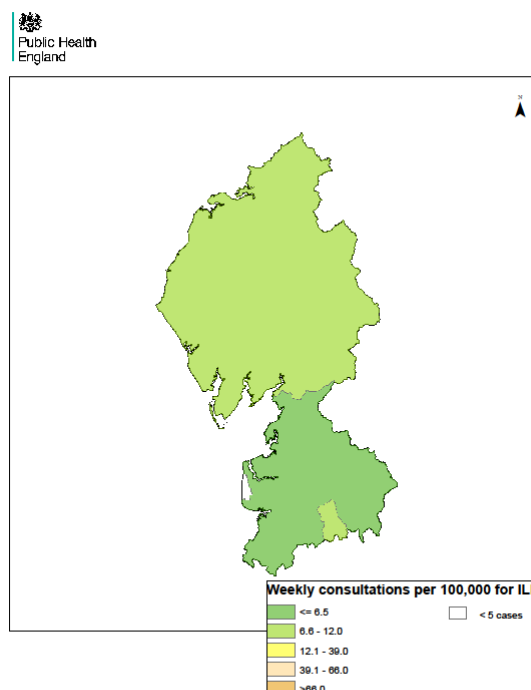 Public Health
England
N
Weekly consultations per 100,000 for IL
<= 6.5
< 5 cases
6.6 - 12.0
12.1 - 39.0
39.1 - 66.0
>66.0